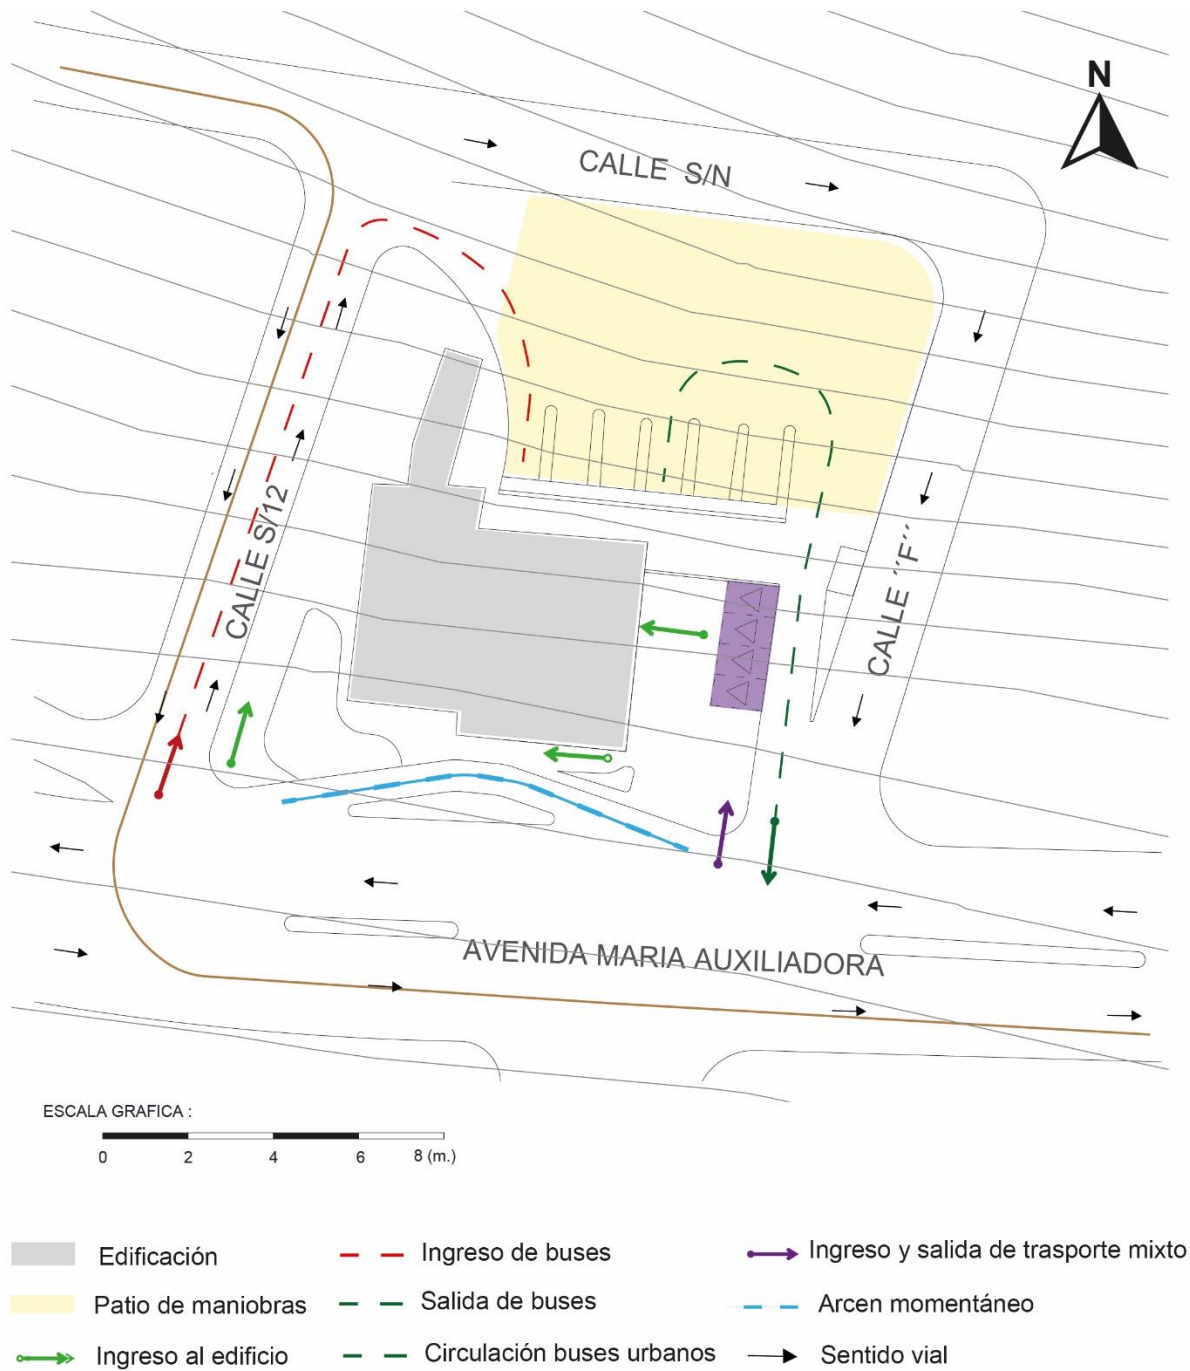 N
CALLE S/N
CALLE S/12
CALLE ´´F´´
AVENIDA MARIA AUXILIADORA
ESCALA GRAFICA :
0 2 4 6 8 (m.)
Edificación
Ingreso de buses
Ingreso y salida de trasporte mixto
Patio de maniobras
Salida de buses
Arcen momentáneo
Ingreso al edificio
Circulación buses urbanos
Sentido vial